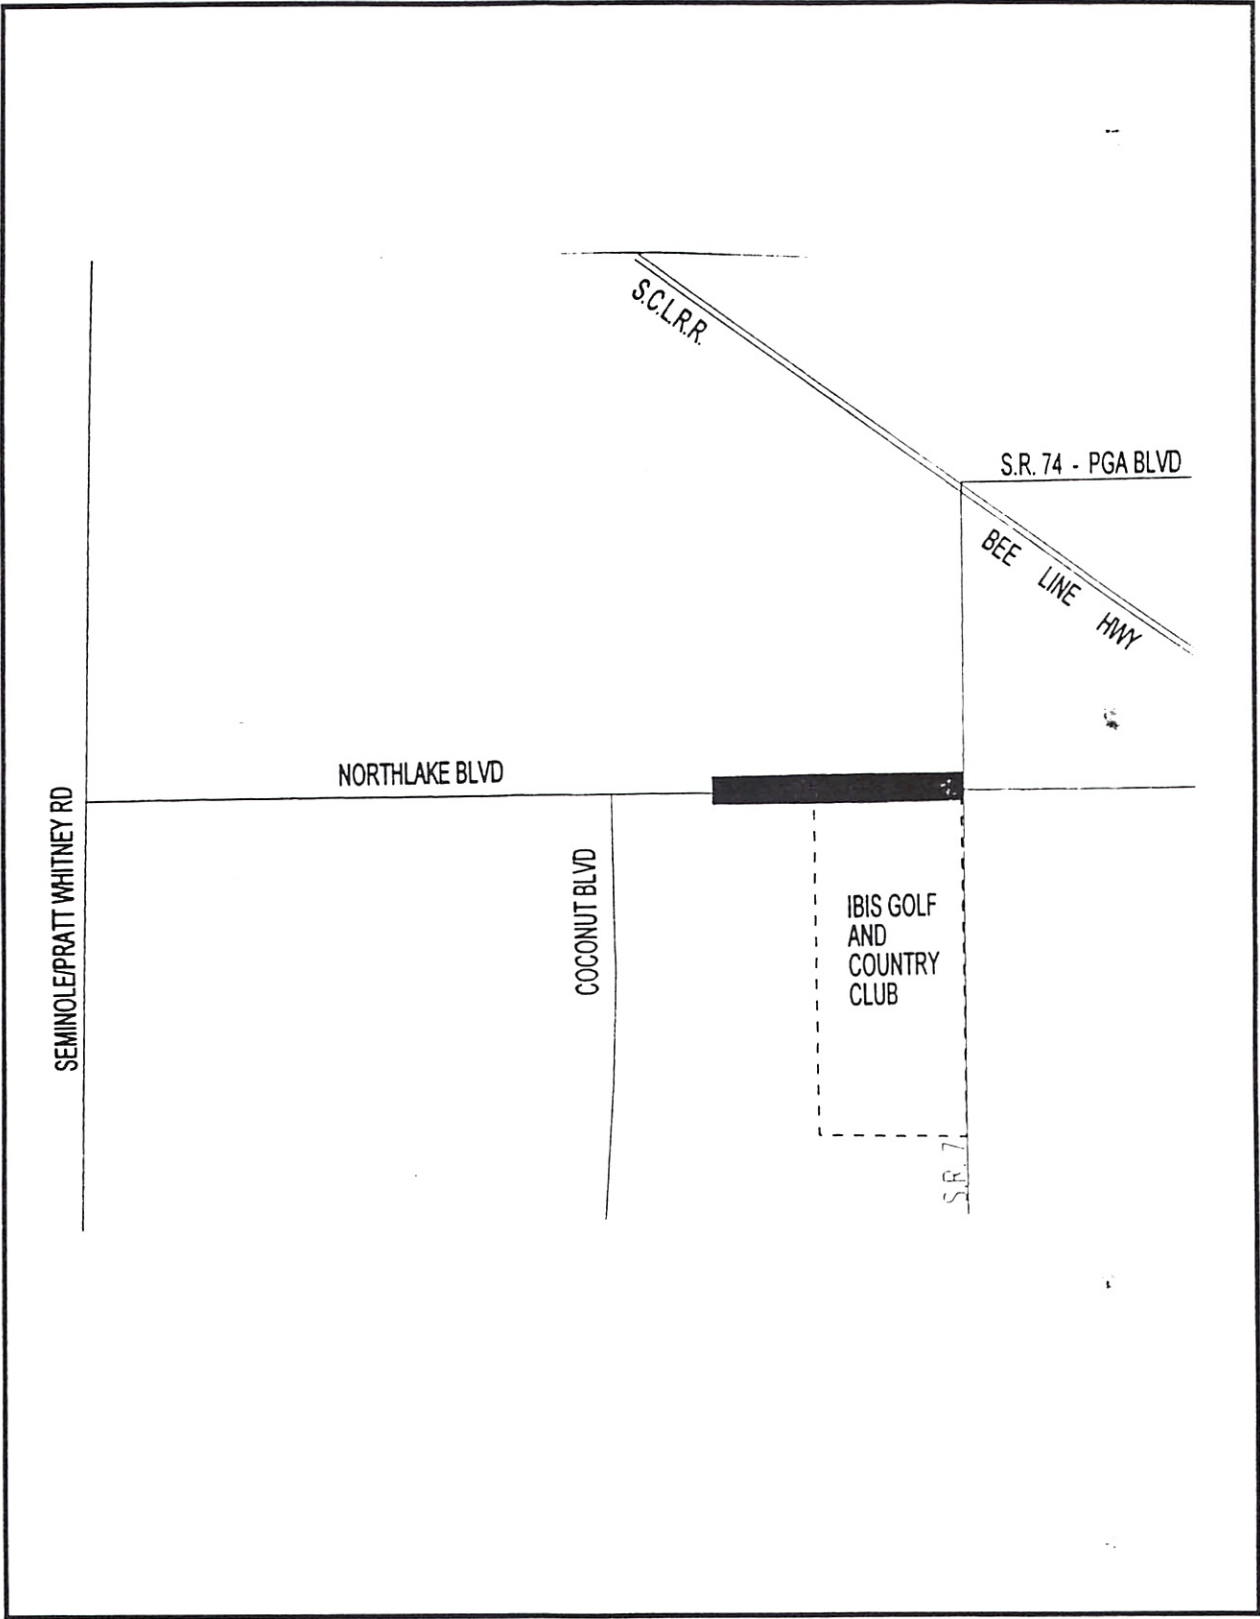 S.C.L.R.R.
S.R. 74 - PGA BLVD
BEE LINE HWY
NORTHLAKE BLVD
SEMINOLE/PRATT WHITNEY RD
COCONUT BLVD
IBIS GOLF
AND
COUNTRY
CLUB
S.R. 7